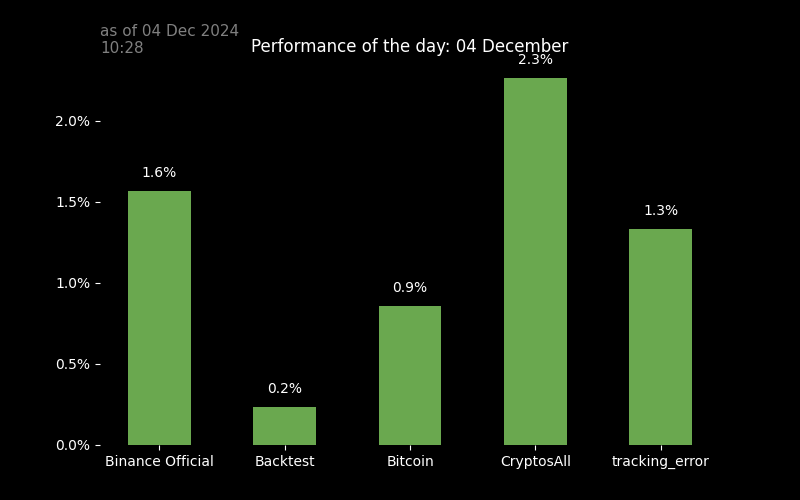 as of 04 Dec 2024
10:28
Performance of the day: 04 December
2.3%
2.0%
1.6%
1.5%
1.3%
1.0%
0.9%
0.5%
0.2%
0.0%
Binance Official
Backtest
Bitcoin
CryptosAll
tracking_error